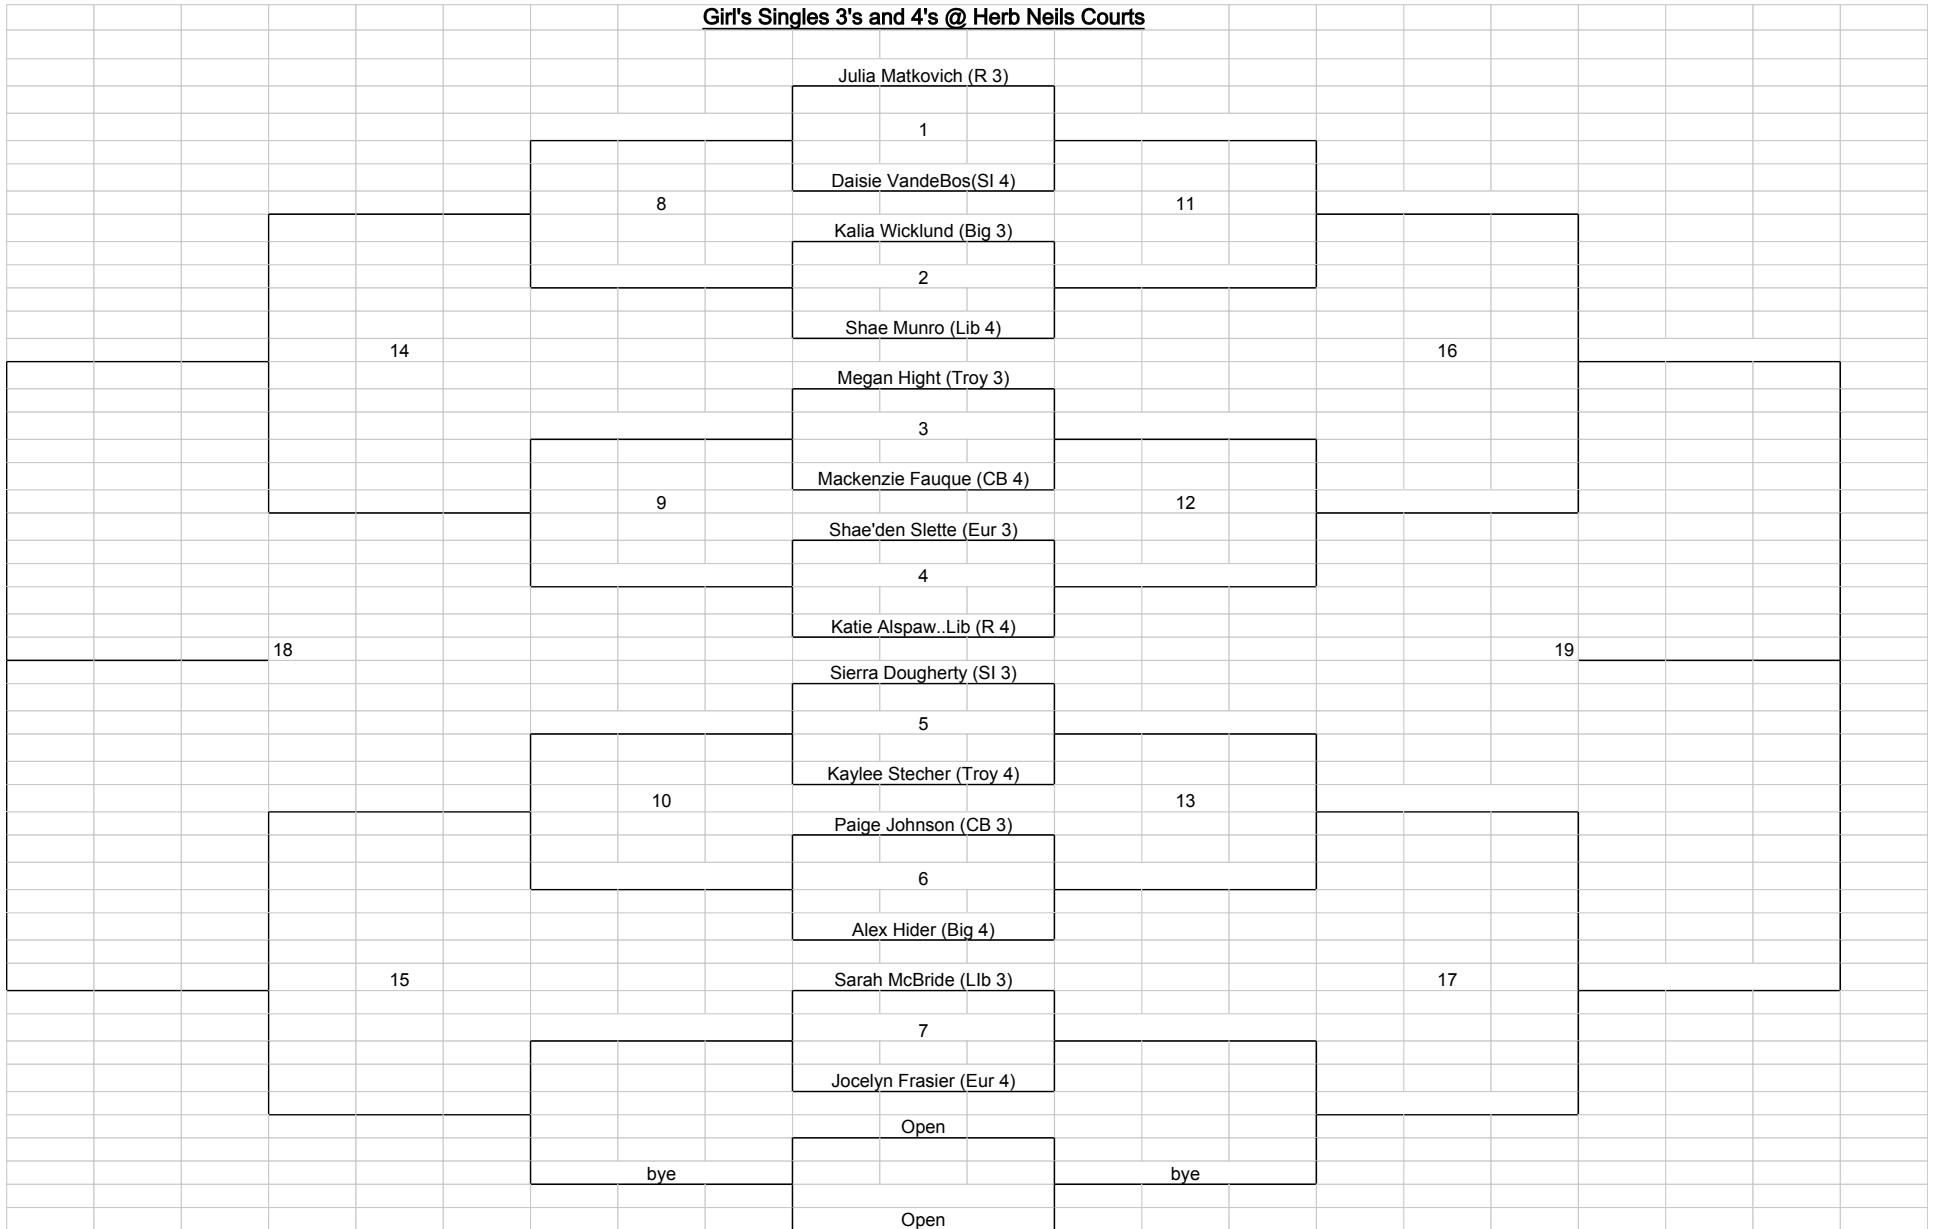 Girl's Singles 3's and 4's @ Herb Neils Courts
Julia Matkovich (R 3)
1
Daisie VandeBos(SI 4)
8
11
Kalia Wicklund (Big 3)
2
Shae Munro (Lib 4)
14
16
Megan Hight (Troy 3)
3
Mackenzie Fauque (CB 4)
9
12
Shae'den Slette (Eur 3)
4
Katie Alspaw..Lib (R 4)
18
19
Sierra Dougherty (SI 3)
5
Kaylee Stecher (Troy 4)
10
13
Paige Johnson (CB 3)
6
Alex Hider (Big 4)
15
Sarah McBride (LIb 3)
17
7
Jocelyn Frasier (Eur 4)
Open
bye
bye
Open